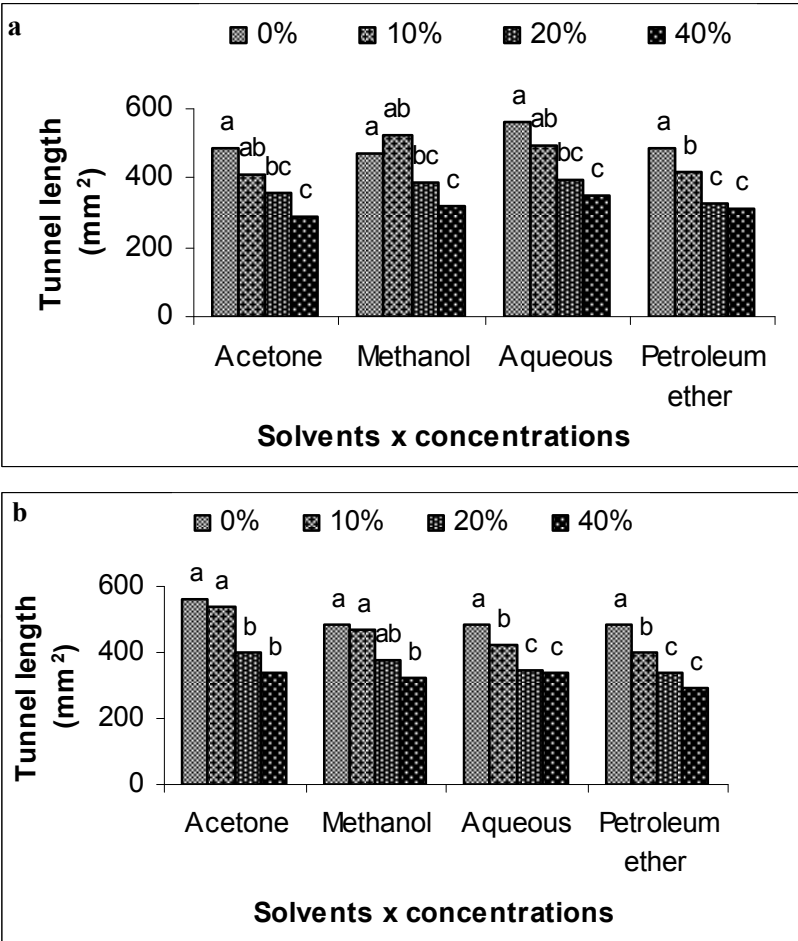 a
0% 10% 20% 40%
Tunnel length
(mm²)
600
400
200
0
a ab bc c
a ab bc c
a ab bc c
a b c c
Acetone Methanol Aqueous Petroleum
ether
Solvents x concentrations
b
0% 10% 20% 40%
Tunnel length
(mm²)
600
400
200
0
a a b b
a a ab b
a b c c
a b c c
Acetone Methanol Aqueous Petroleum
ether
Solvents x concentrations